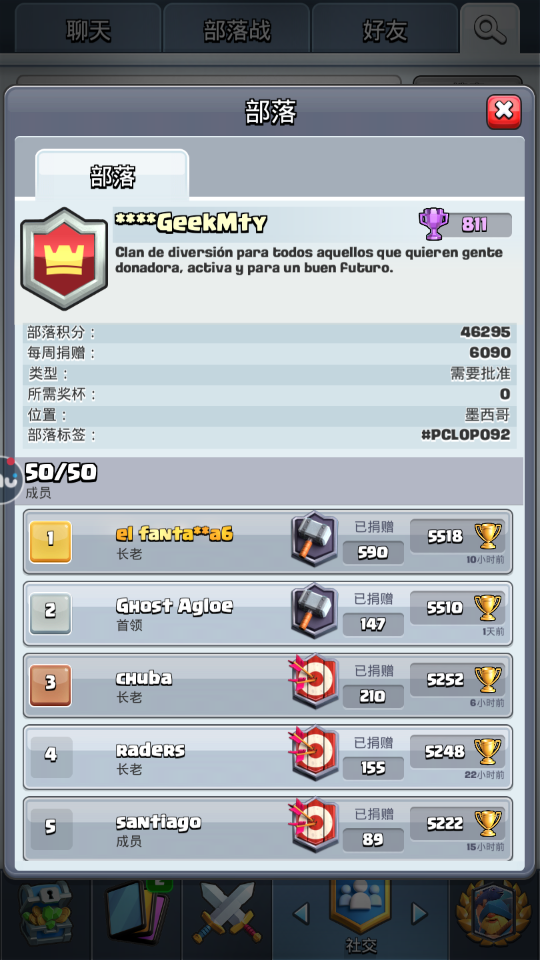 聊天
部落战
好友
部落
部落
****GeekMty
811
Clan de diversión para todos aquellos que quieren gente
donadora, activa y para un buen futuro.
部落积分： 46295
每周捐赠： 6090
类型： 需要批准
所需奖杯： 0
位置： 墨西哥
部落标签： #PCLOPO92
50/50
成员
1 el fanta**a6 已捐赠 5518
长老 590 10小时前
2 Ghost Agloe 已捐赠 5510
首领 147 1天前
3 chuba 已捐赠 5252
长老 210 6小时前
4 Raders 已捐赠 5248
长老 155 22小时前
5 santiago 已捐赠 5222
成员 89 15小时前
社交